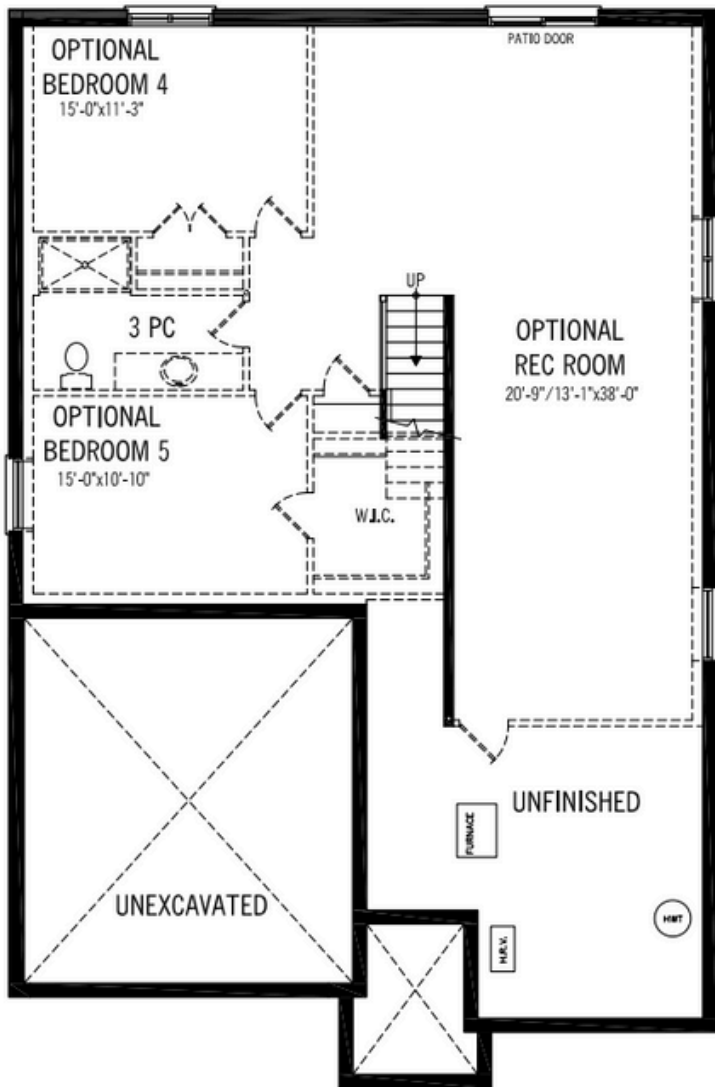 OPTIONAL
BEDROOM 4
15'-0"x11'-3"
PATIO DOOR
UP
3 PC
OPTIONAL
REC ROOM
20'-9"/13'-1"x38'-0"
OPTIONAL
BEDROOM 5
15'-0"x10'-10"
W.I.C.
UNFINISHED
FURNACE
UNEXCAVATED
HWT
H.R.V.